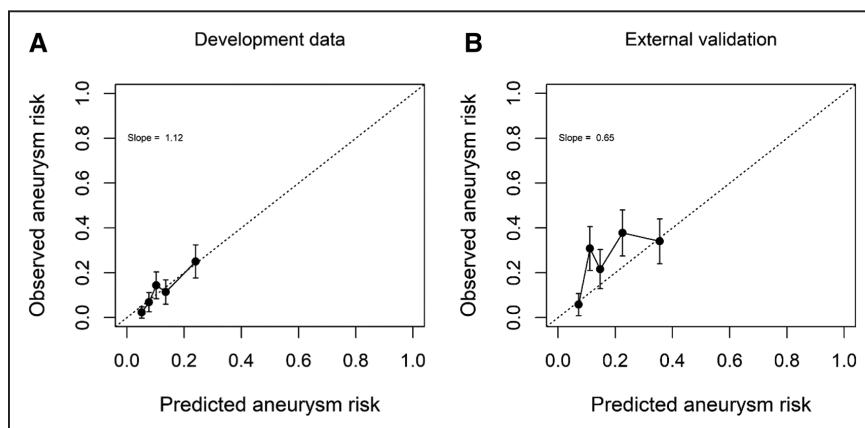 A
Development data
Observed aneurysm risk
1.0
0.8
0.6
0.4
0.2
0.0
Slope = 1.12
0.0 0.2 0.4 0.6 0.8 1.0
Predicted aneurysm risk
B
External validation
Observed aneurysm risk
1.0
0.8
0.6
0.4
0.2
0.0
Slope = 0.65
0.0 0.2 0.4 0.6 0.8 1.0
Predicted aneurysm risk